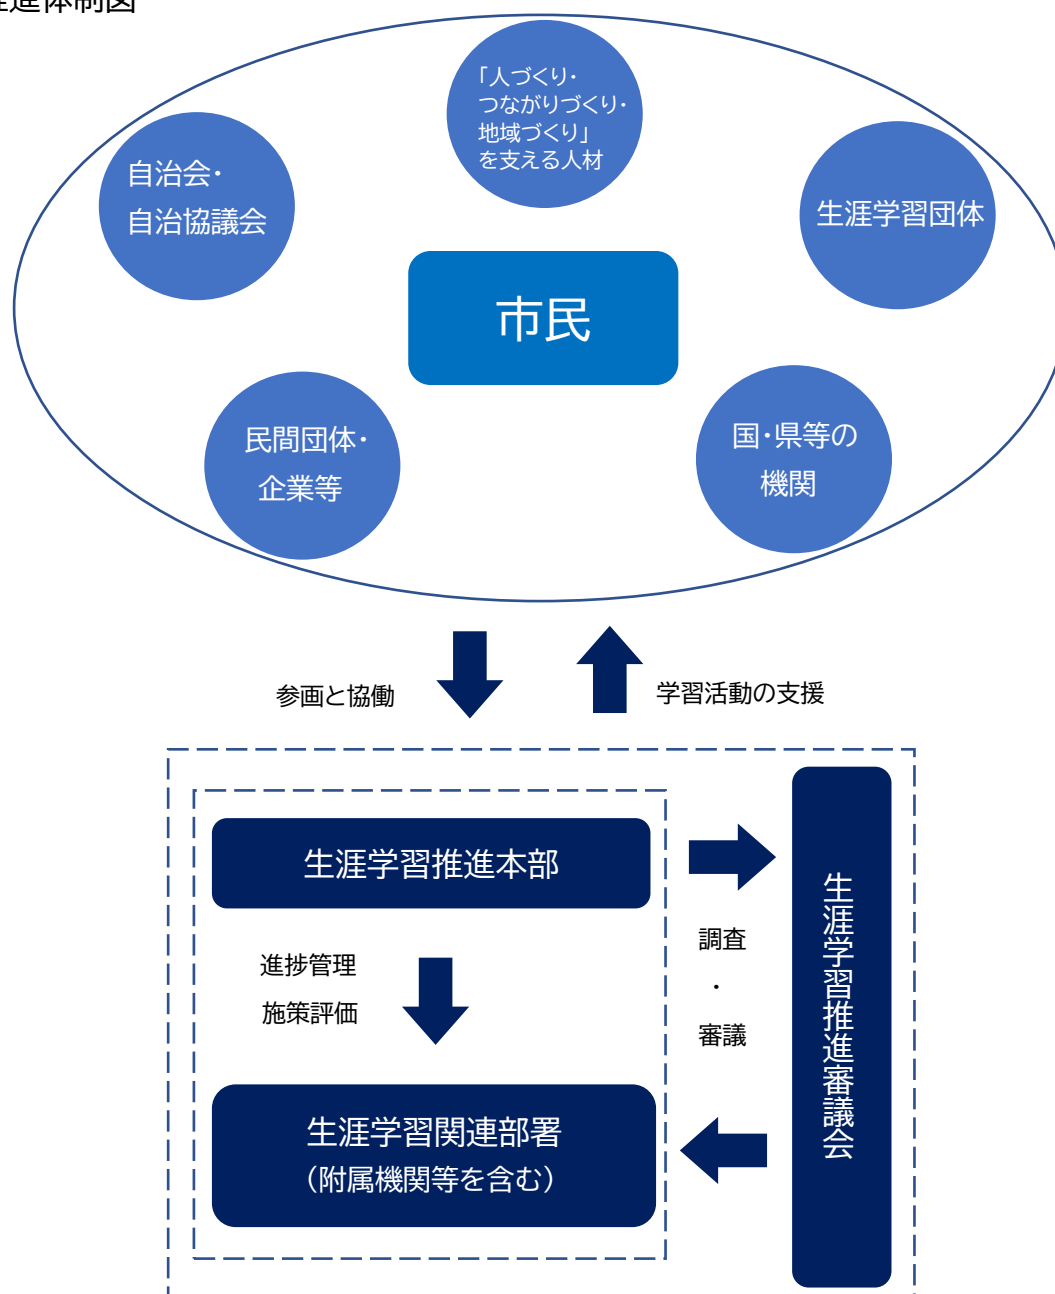 推進体制図
「人づくり・
つながりづくり・
地域づくり」
を支える人材
自治会・
自治協議会
生涯学習団体
市民
民間団体・
企業等
国・県等の
機関
参画と協働
学習活動の支援
生涯学習推進本部
進捗管理
施策評価
調査
・
審議
生涯学習関連部署
（附属機関等を含む）
生涯学習推進審議会